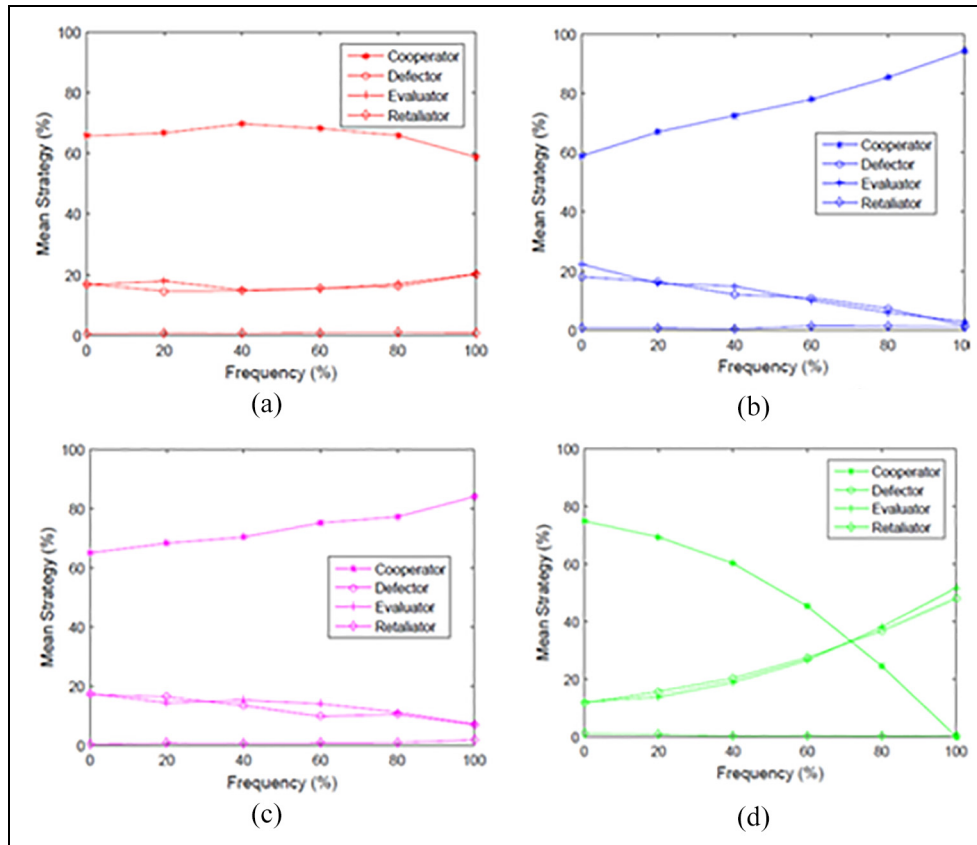 100
80
60
40
20
0
Mean Strategy (%)
Cooperator
Defector
Evaluator
Retaliator
0 20 40 60 80 100
Frequency (%)
(a)
100
80
60
40
20
0
Mean Strategy (%)
Cooperator
Defector
Evaluator
Retaliator
0 20 40 60 80 100
Frequency (%)
(b)
100
80
60
40
20
0
Mean Strategy (%)
Cooperator
Defector
Evaluator
Retaliator
0 20 40 60 80 100
Frequency (%)
(c)
100
80
60
40
20
0
Mean Strategy (%)
Cooperator
Defector
Evaluator
Retaliator
0 20 40 60 80 100
Frequency (%)
(d)